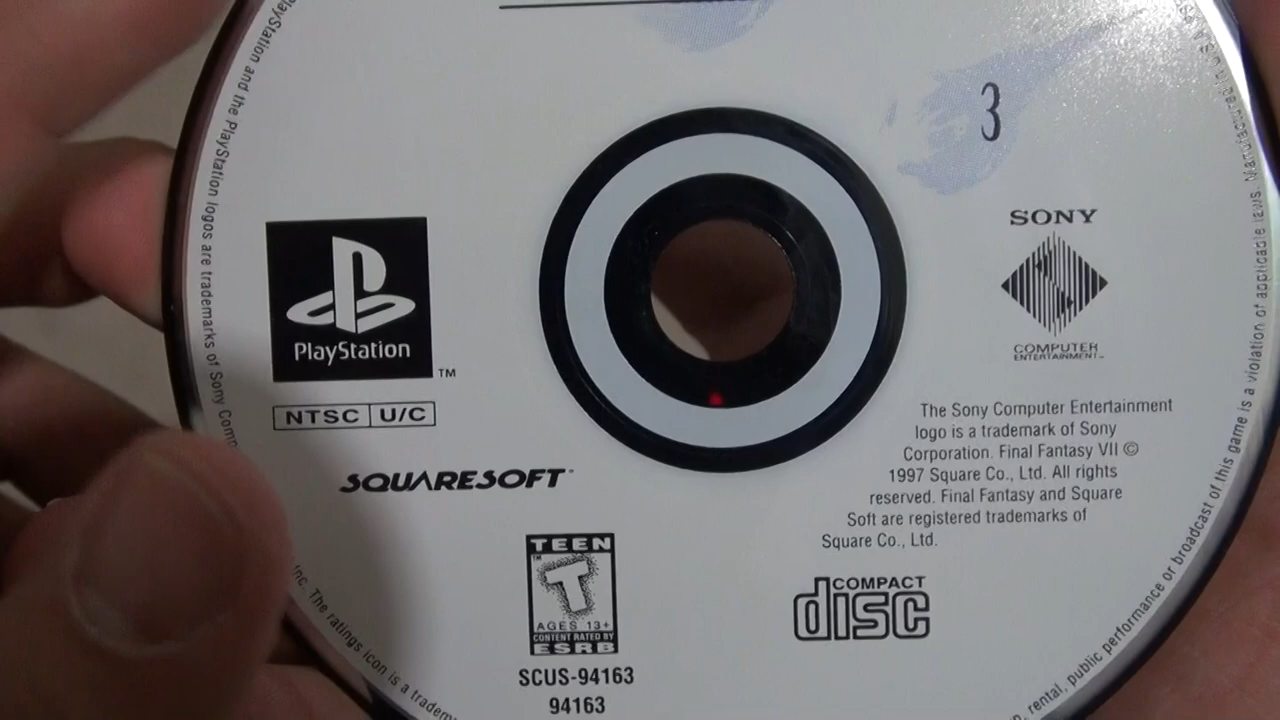 3
SONY
COMPUTER
ENTERTAINMENT
PlayStation
™
NTSC U/C
SQUARESOFT™
The Sony Computer Entertainment
logo is a trademark of Sony
Corporation. Final Fantasy VII ©
1997 Square Co., Ltd. All rights
reserved. Final Fantasy and Square
Soft are registered trademarks of
Square Co., Ltd.
TEEN
T
AGES 13+
CONTENT RATED BY
ESRB
SCUS-94163
94163
COMPACT
disc
PlayStation and the PlayStation logos are trademarks of Sony Comp
Inc. The ratings icon is a tradem
rental, public performance or broadcast of this game is a violation of applicable laws. Manufactured in U.S.A.